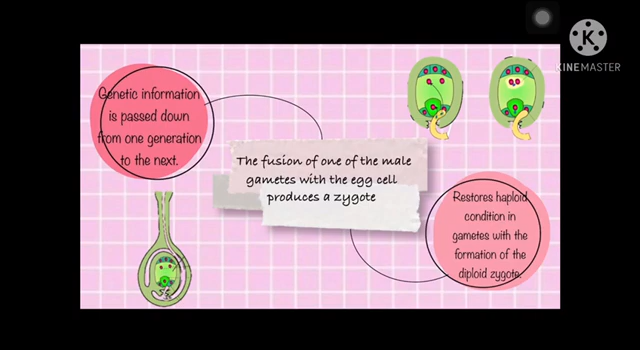 KINEMASTER
Genetic information
is passed down
from one generation
to the next.
The fusion of one of the male
gametes with the egg cell
produces a zygote
Restores haploid
condition in
gametes with the
formation of the
diploid zygote.